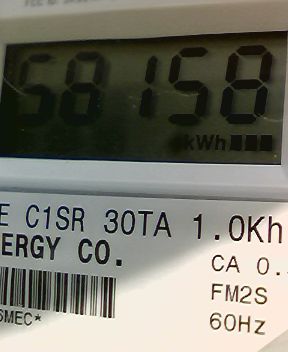 58158
kWh
E C1SR 30TA 1.0Kh
ERGY CO.
CA 0.
FM2S
SMEC*
60Hz